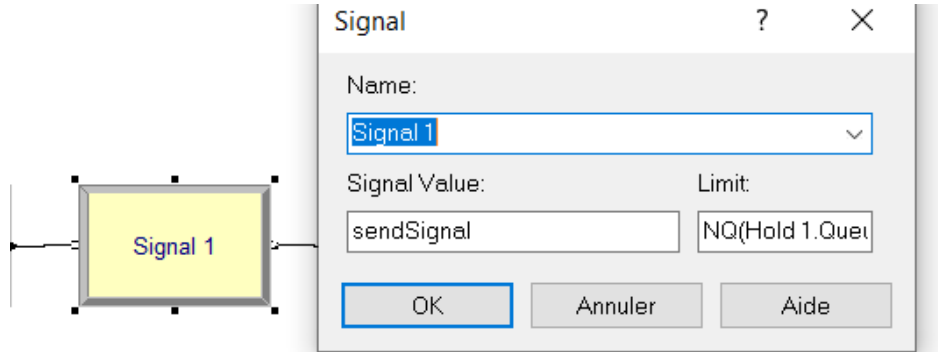 Signal ? ×
Name:
Signal 1
Signal Value: Limit:
sendSignal NQ(Hold 1.Queu
Signal 1
OK Annuler Aide